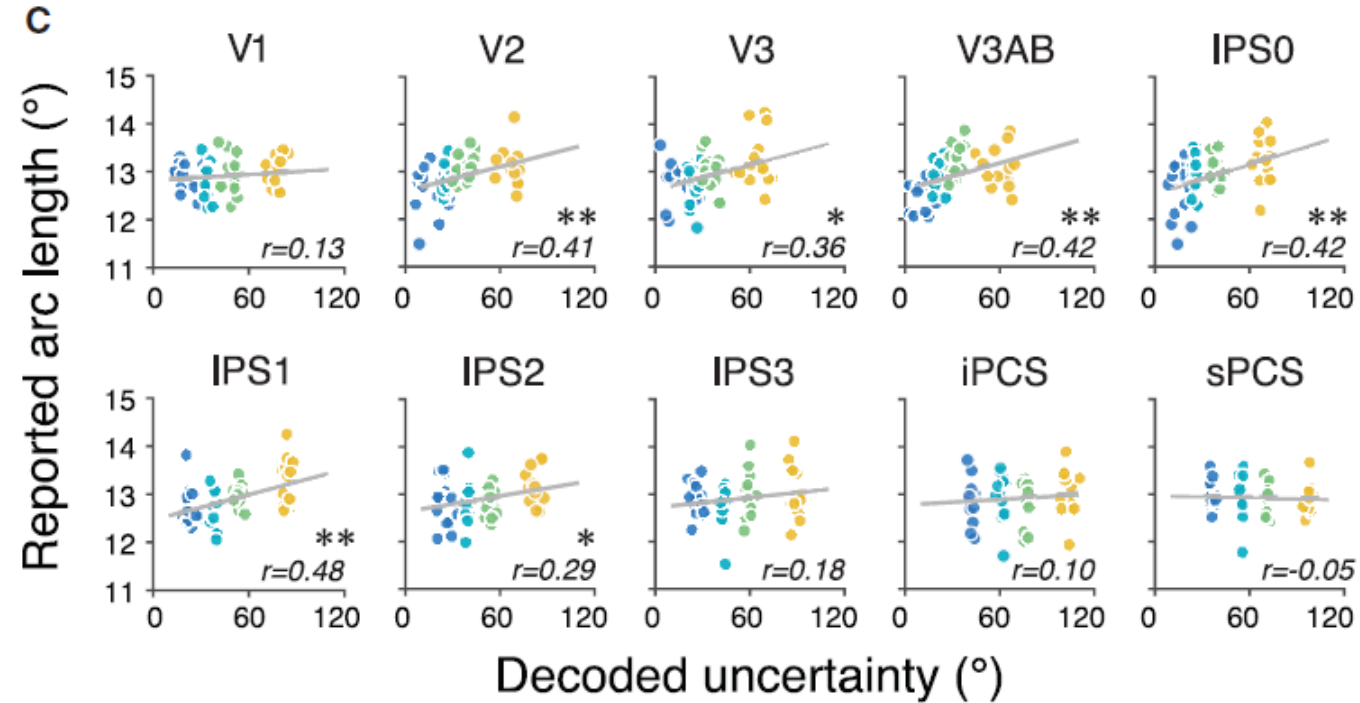 C
V1 V2 V3 V3AB IPS0
Reported arc length (°)
15
14
13
12
11
** * ** **
r=0.13 r=0.41 r=0.36 r=0.42 r=0.42
0 60 120 0 60 120 0 60 120 0 60 120 0 60 120
IPS1 IPS2 IPS3 iPCS sPCS
15
14
13
12
11
** *
r=0.48 r=0.29 r=0.18 r=0.10 r=-0.05
0 60 120 0 60 120 0 60 120 0 60 120 0 60 120
Decoded uncertainty (°)